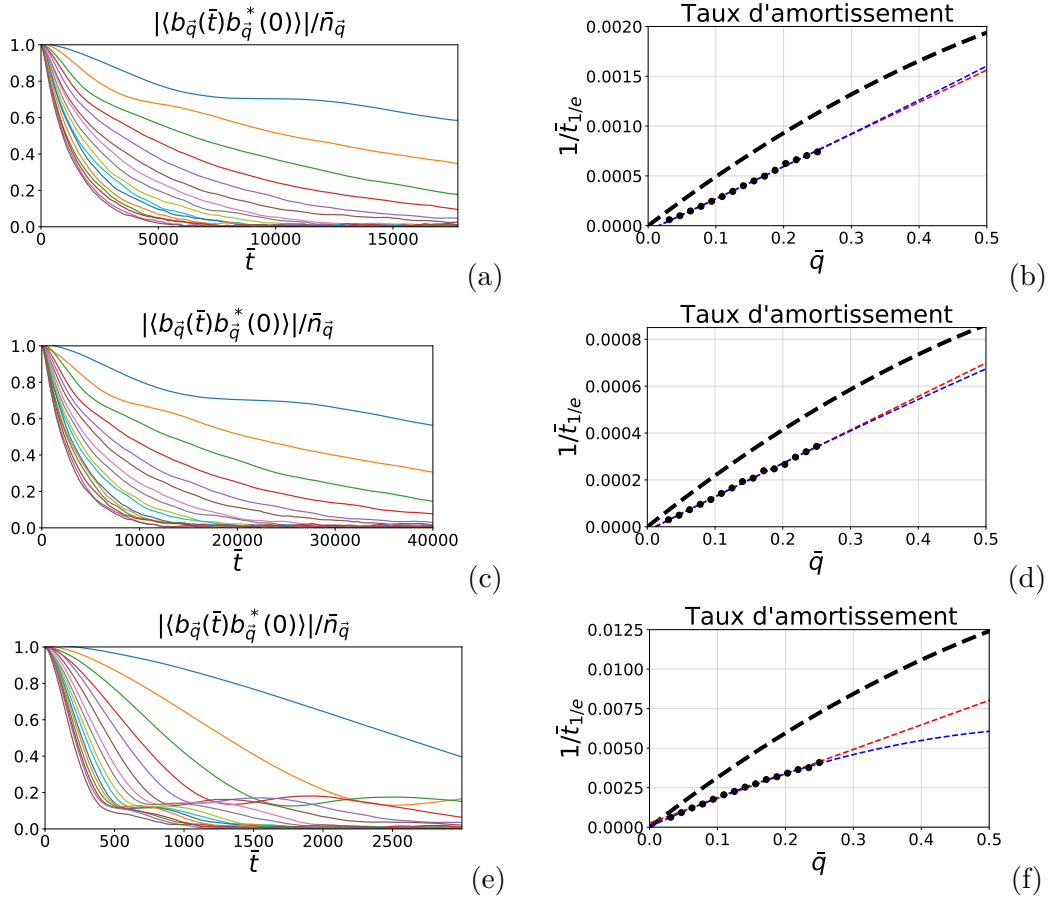 |⟨b_q⃗(t̄)b_q⃗^*(0)⟩|/n̄_q⃗
1.0
0.8
0.6
0.4
0.2
0.0
0 5000 10000 15000
t̄
(a)
Taux d'amortissement
1/t̄_1/e
0.0020
0.0015
0.0010
0.0005
0.0000
0.0 0.1 0.2 0.3 0.4 0.5
q̄
(b)
|⟨b_q⃗(t̄)b_q⃗^*(0)⟩|/n̄_q⃗
1.0
0.8
0.6
0.4
0.2
0.0
0 10000 20000 30000 40000
t̄
(c)
Taux d'amortissement
1/t̄_1/e
0.0008
0.0006
0.0004
0.0002
0.0000
0.0 0.1 0.2 0.3 0.4 0.5
q̄
(d)
|⟨b_q⃗(t̄)b_q⃗^*(0)⟩|/n̄_q⃗
1.0
0.8
0.6
0.4
0.2
0.0
0 500 1000 1500 2000 2500
t̄
(e)
Taux d'amortissement
1/t̄_1/e
0.0125
0.0100
0.0075
0.0050
0.0025
0.0000
0.0 0.1 0.2 0.3 0.4 0.5
q̄
(f)